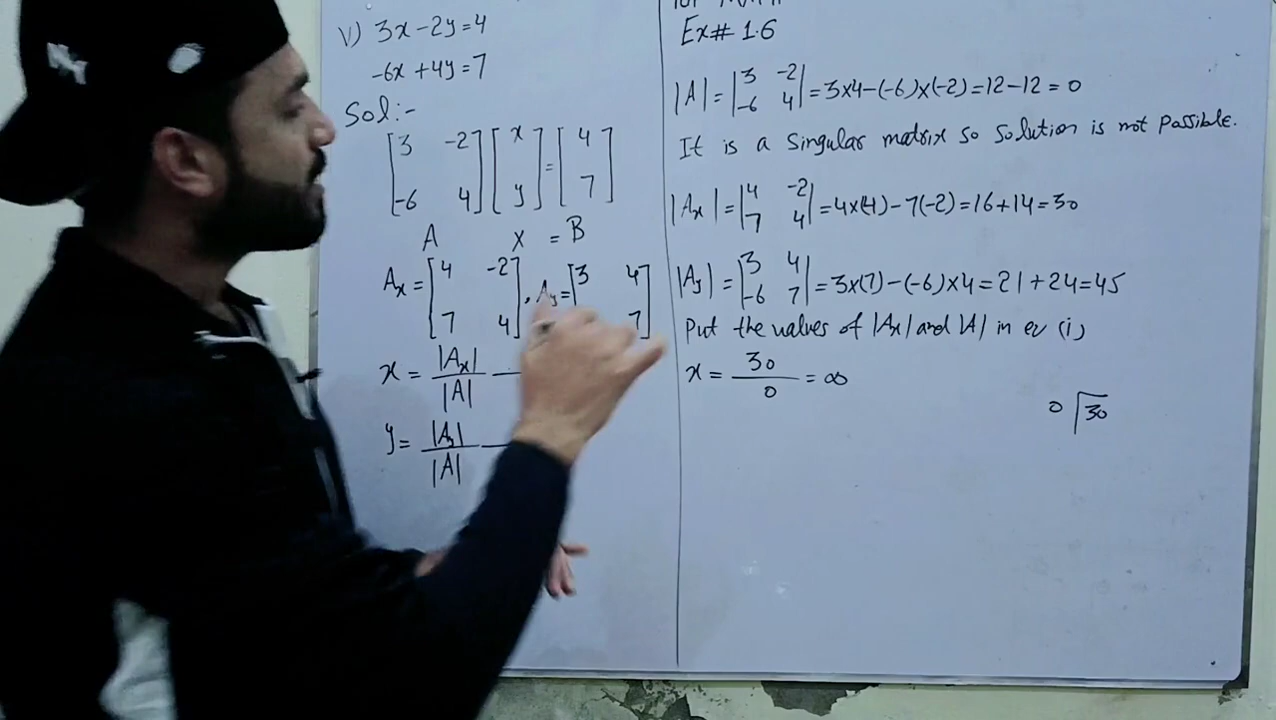 V) 3x-2y=4
-6x+4y=7
Sol:-
[3 -2] [x] = [4]
[-6 4] [y] [7]
A X = B
Ax = [4 -2] , Ay = [3 4]
[7 4] 7]
x = |Ax| / |A|
y = |Ay| / |A|
Ex# 1.6
|A| = |3 -2| = 3x4-(-6)x(-2)=12-12=0
|-6 4|
It is a singular matrix so solution is not possible.
|Ax| = |4 -2| = 4x(4)-7(-2)=16+14=30
|7 4|
|Ay| = |3 4| = 3x(7)-(-6)x4=21+24=45
|-6 7|
Put the values of |Ax| and |A| in eq (i)
x = 30 / 0 = ∞
0 √30